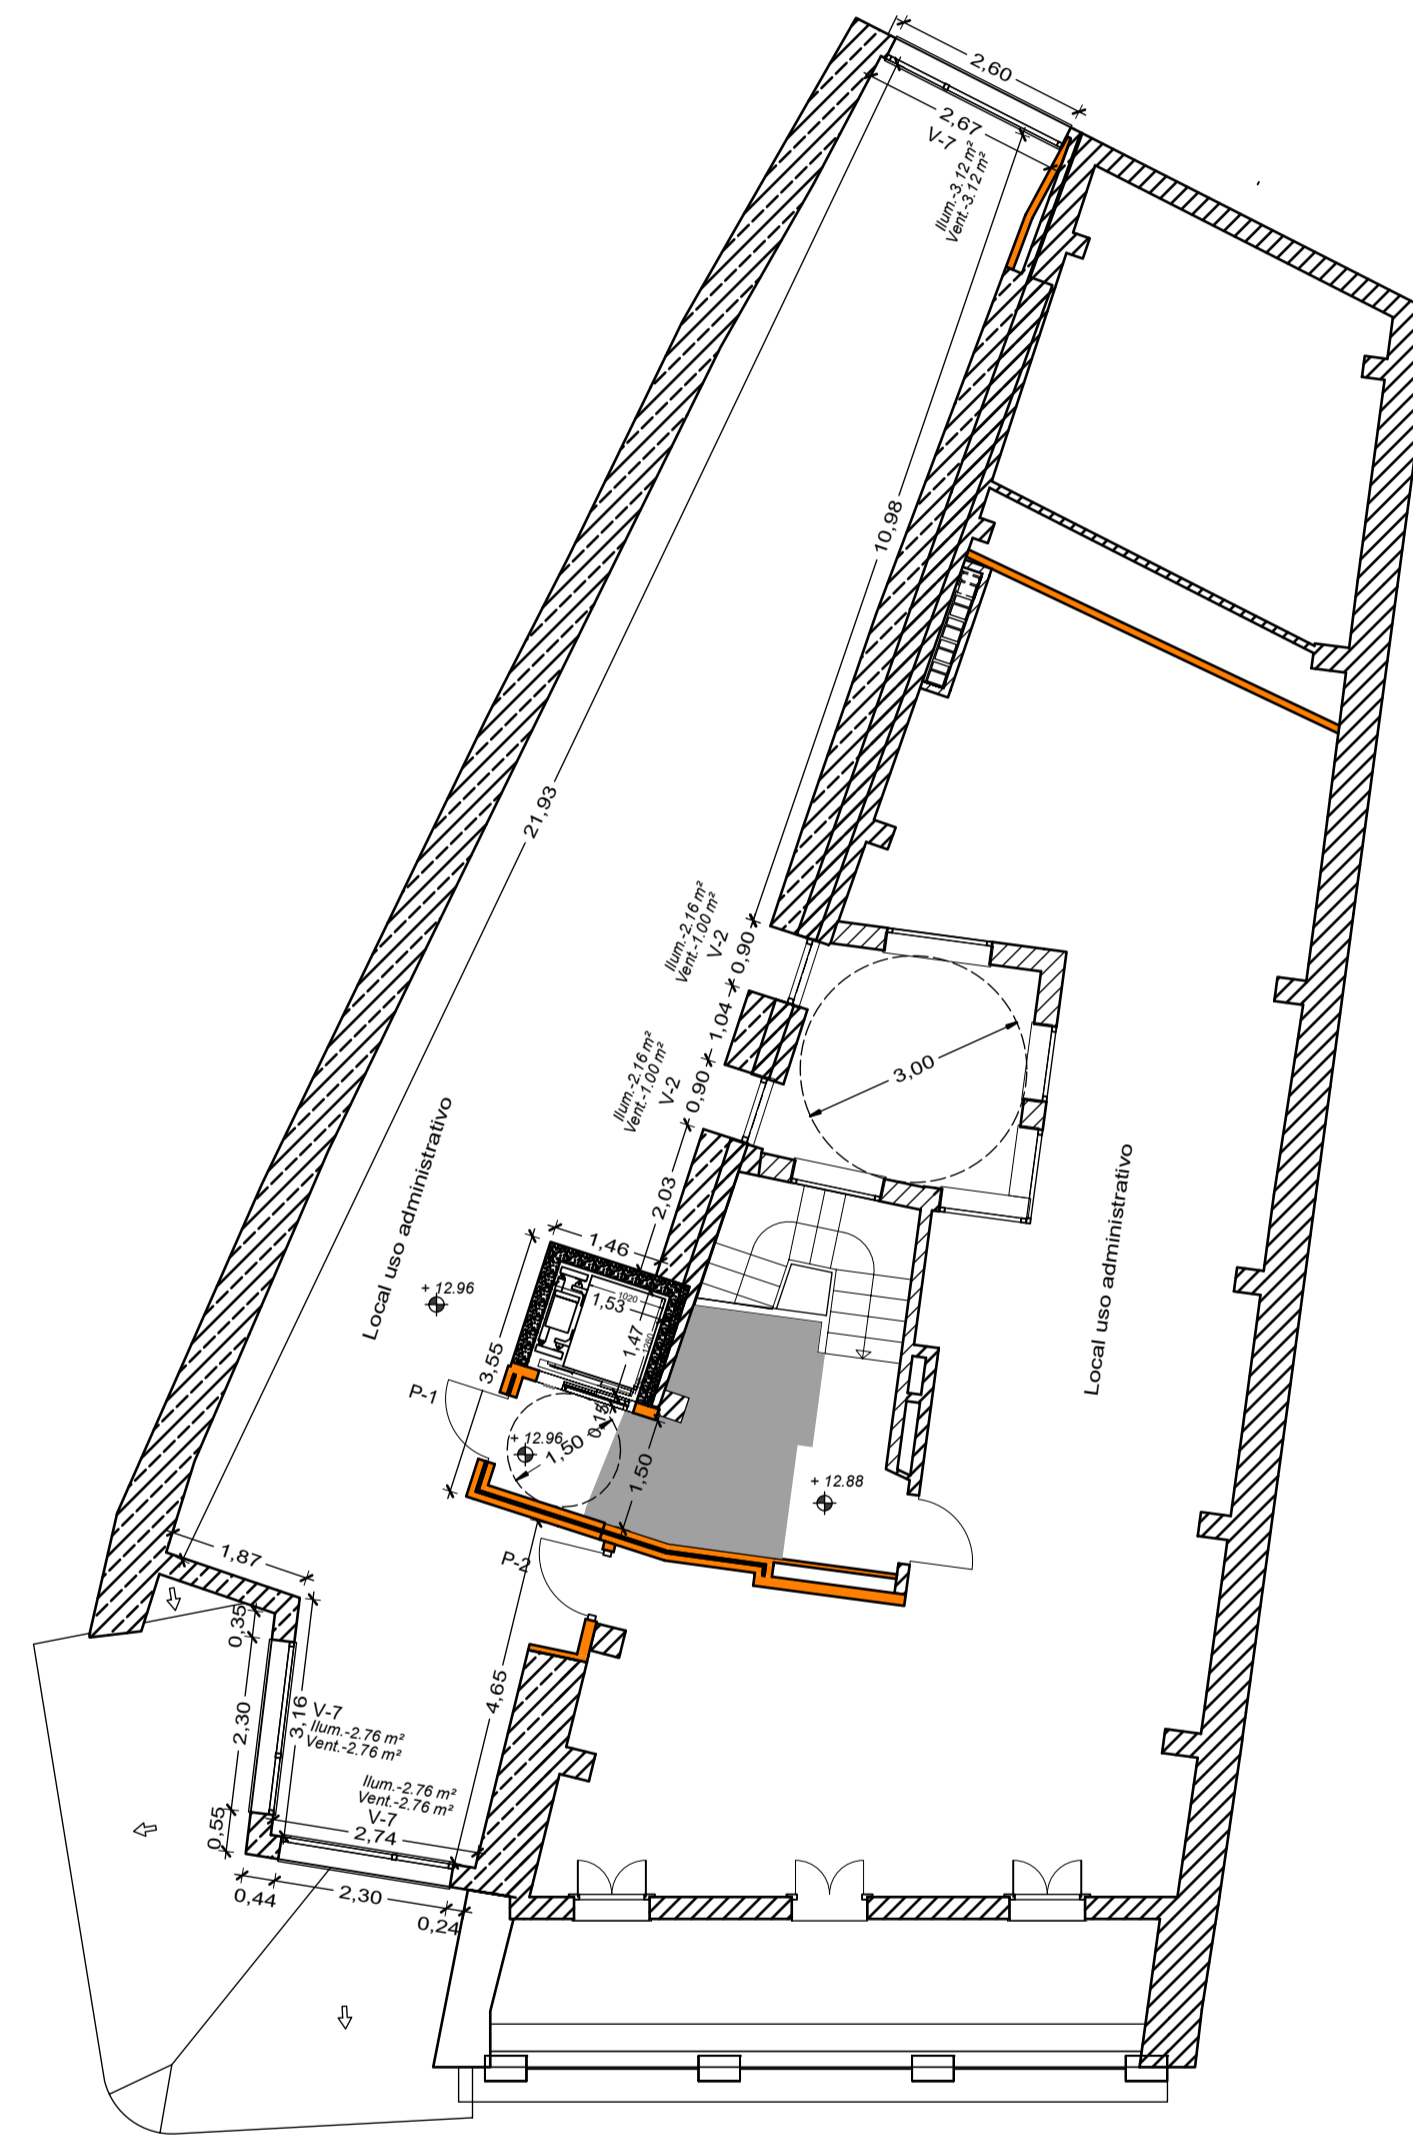 2,60
2,67
V-7
Ilum.-3.12 m²
Vent.-3.12 m²
10,98
21,93
Ilum.-2.16 m²
Vent.-1.00 m²
V-2
0,90
1,04
Ilum.-2.16 m²
Vent.-1.00 m²
V-2
0,90
3,00
2,03
Local uso administrativo
Local uso administrativo
1,46
+ 12.96
1020
1,53
1,47
1260
3,55
P-1
0,15
+ 12.96
1,50
1,50
+ 12.88
P-2
1,87
0,35
4,65
2,30
3,16
V-7
Ilum.-2.76 m²
Vent.-2.76 m²
Ilum.-2.76 m²
Vent.-2.76 m²
V-7
2,74
0,55
0,44
2,30
0,24